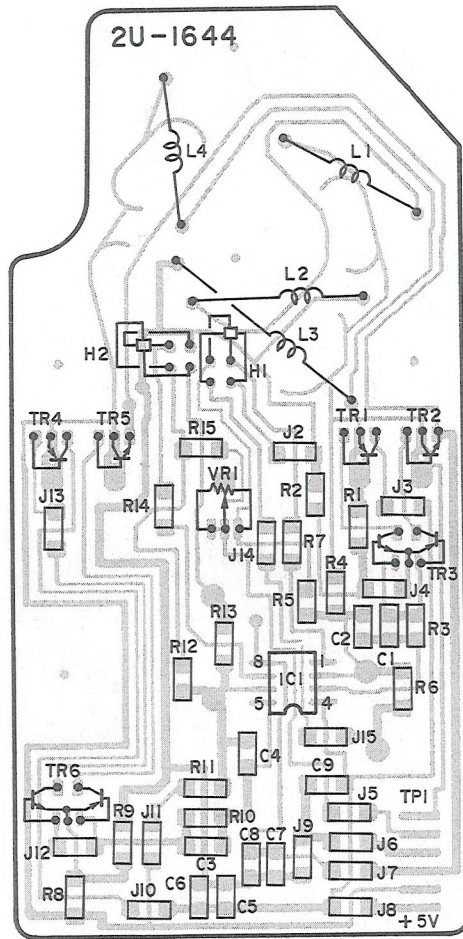 2U-1644
L4
L1
L2
L3
H2
H1
TR4 TR5
TR1 TR2
R15 J2
J13
VR1
R2
J3
R14
R1
J14 R7
TR3
R4
J4
R5
R13
C2
R3
R12
8 1
C1
IC1
R6
5 4
J15
C4
TR6
C9
R11
J5 TP1
R10
R9 J11
J12
J9
J6
C8 C7
C3
J7
R8
C6
J10
C5
J8
+5V